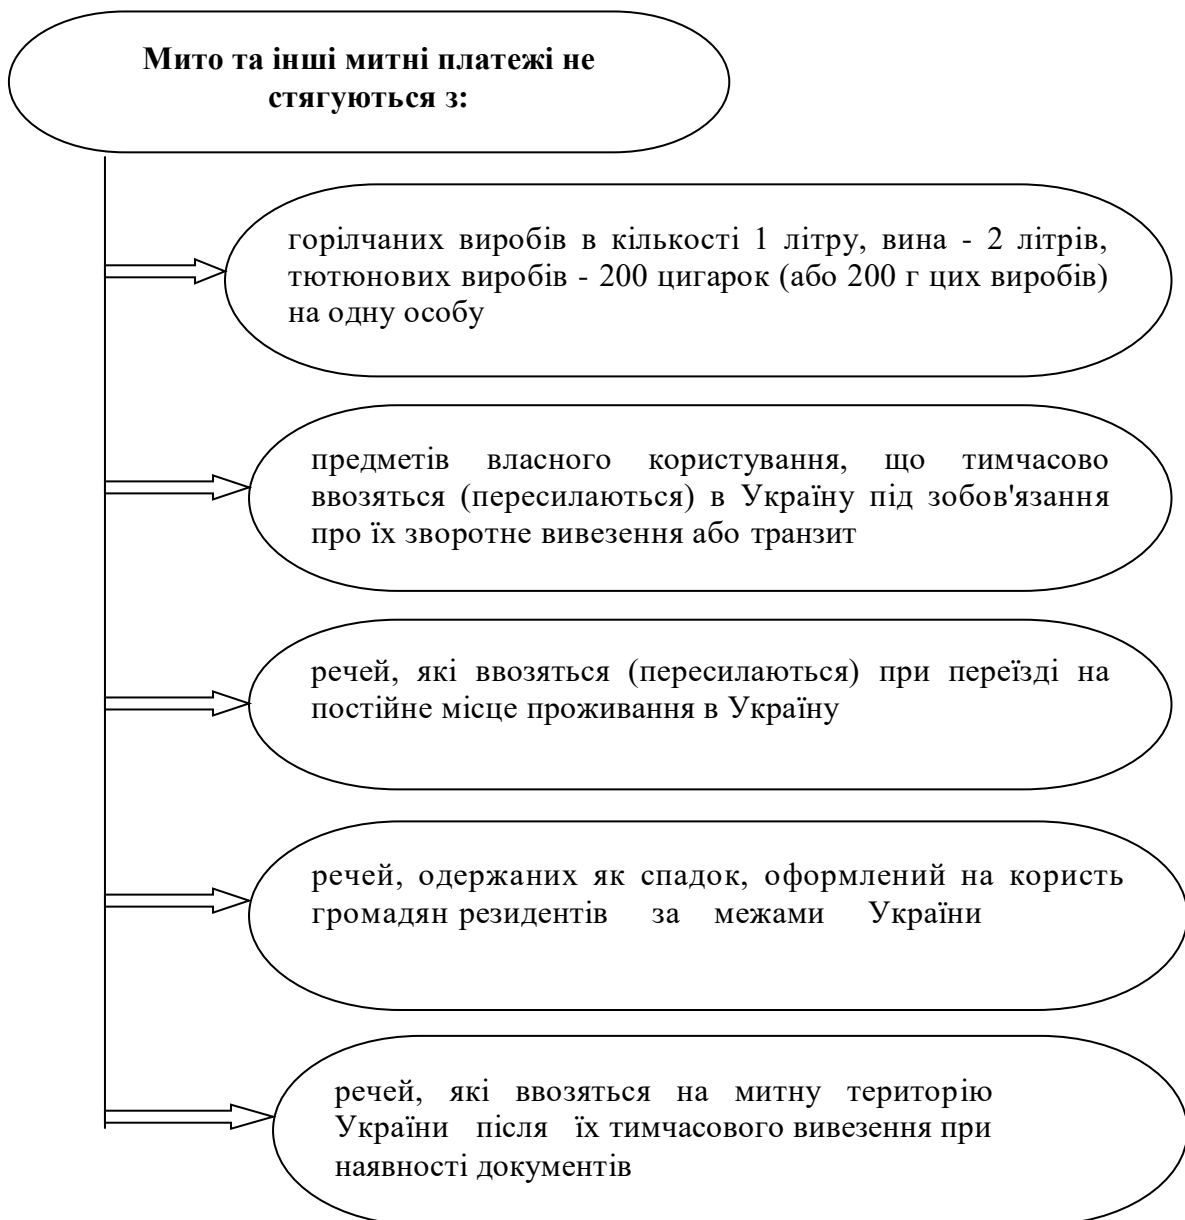 Мито та інші митні платежі не
стягуються з:
горілчаних виробів в кількості 1 літру, вина - 2 літрів,
тютюнових виробів - 200 цигарок (або 200 г цих виробів)
на одну особу
предметів власного користування, що тимчасово
ввозяться (пересилаються) в Україну під зобов'язання
про їх зворотне вивезення або транзит
речей, які ввозяться (пересилаються) при переїзді на
постійне місце проживання в Україну
речей, одержаних як спадок, оформлений на користь
громадян резидентів за межами України
речей, які ввозяться на митну територію
України після їх тимчасового вивезення при
наявності документів